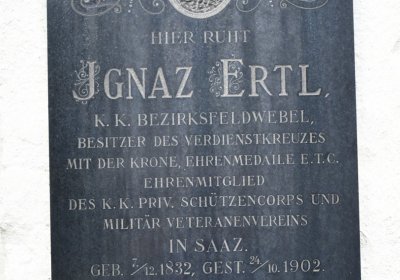 HIER RUHT
IGNAZ ERTL,
K. K. BEZIRKSFELDWEBEL,
BESITZER DES VERDIENSTKREUZES
MIT DER KRONE, EHRENMEDAILE E.T.C.
EHRENMITGLIED
DES K. K. PRIV. SCHÜTZENCORPS UND
MILITÄR VETERANENVEREINS
IN SAAZ.
GEB. 7/12. 1832, GEST. 24/10. 1902.